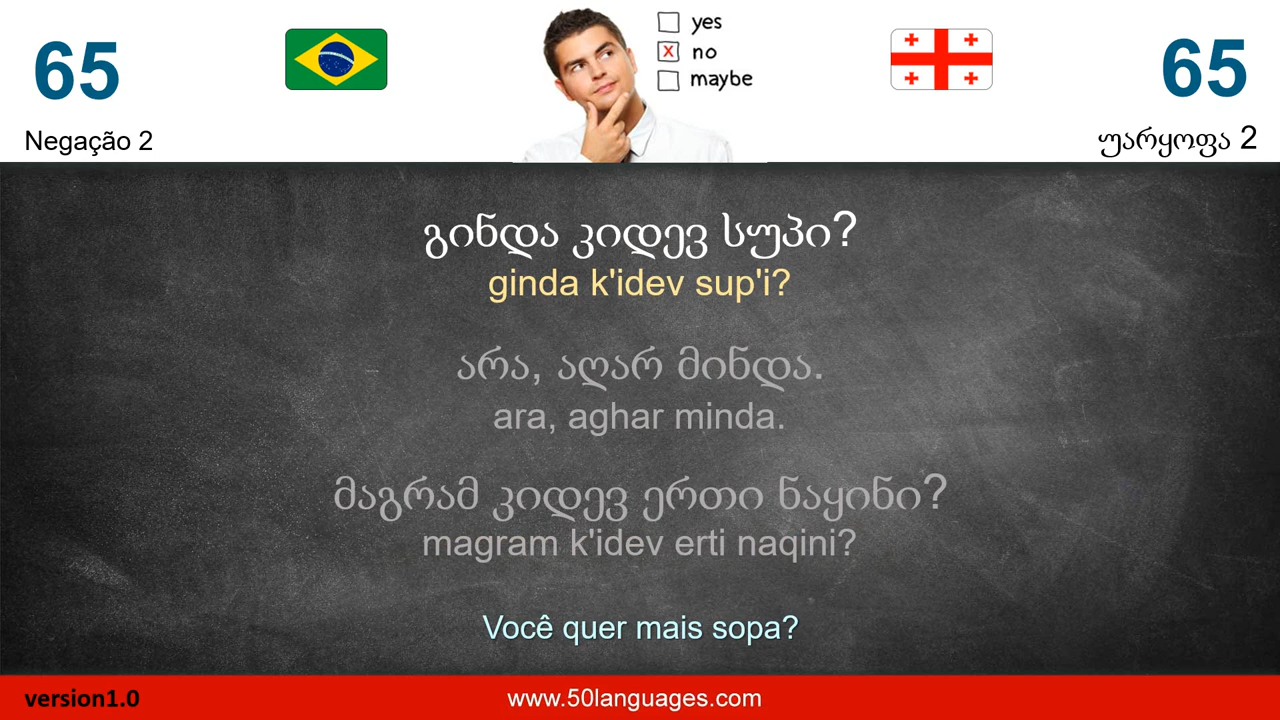 65
yes
no
maybe
65
Negação 2
უარყოფა 2
გინდა კიდევ სუპი?
ginda k'idev sup'i?
არა, აღარ მინდა.
ara, aghar minda.
მაგრამ კიდევ ერთი ნაყინი?
magram k'idev erti naqini?
Você quer mais sopa?
version1.0
www.50languages.com